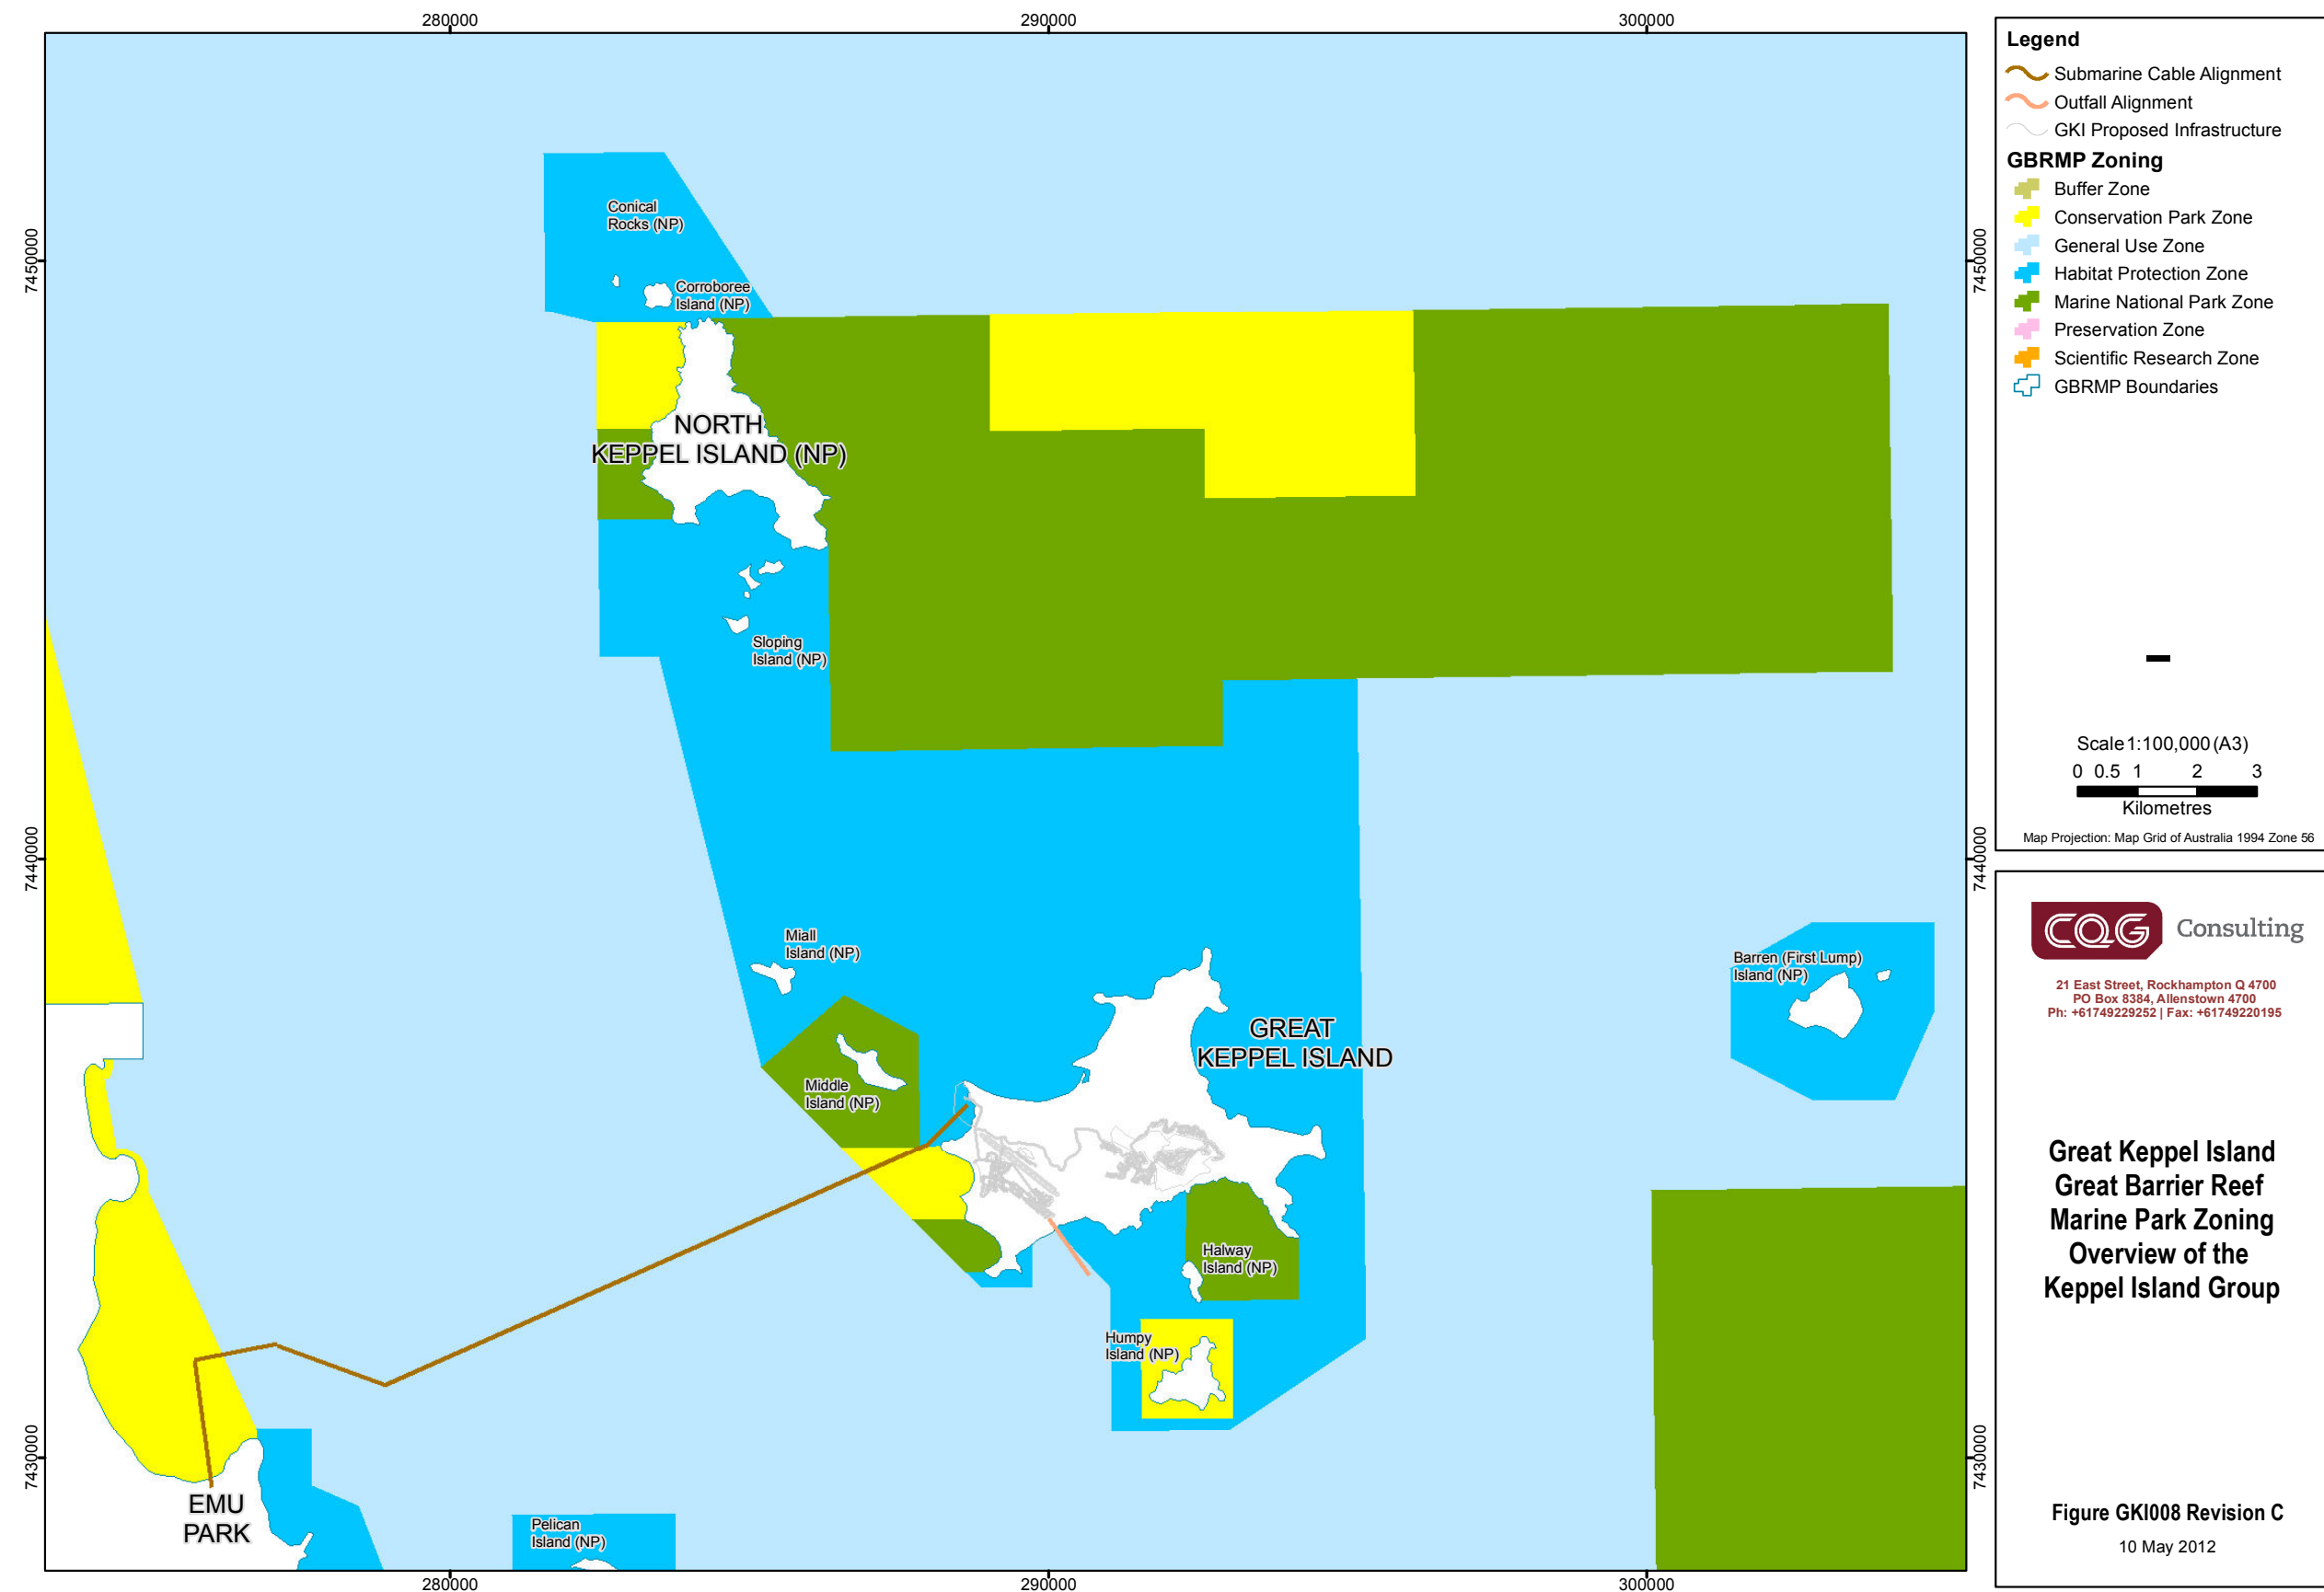 280000
290000
300000
7450000
7440000
7430000
7450000
7440000
7430000
280000
290000
300000
Conical
Rocks (NP)
Corroboree
Island (NP)
NORTH
KEPPEL ISLAND (NP)
Sloping
Island (NP)
Miall
Island (NP)
Middle
Island (NP)
GREAT
KEPPEL ISLAND
Barren (First Lump)
Island (NP)
Halway
Island (NP)
Humpy
Island (NP)
EMU
PARK
Pelican
Island (NP)
Legend
Submarine Cable Alignment
Outfall Alignment
GKI Proposed Infrastructure
GBRMP Zoning
Buffer Zone
Conservation Park Zone
General Use Zone
Habitat Protection Zone
Marine National Park Zone
Preservation Zone
Scientific Research Zone
GBRMP Boundaries
Scale 1:100,000 (A3)
0 0.5 1 2 3
Kilometres
Map Projection: Map Grid of Australia 1994 Zone 56
CQG Consulting
21 East Street, Rockhampton Q 4700
PO Box 8384, Allenstown 4700
Ph: +61749229252 | Fax: +61749220195
Great Keppel Island
Great Barrier Reef
Marine Park Zoning
Overview of the
Keppel Island Group
Figure GKI008 Revision C
10 May 2012